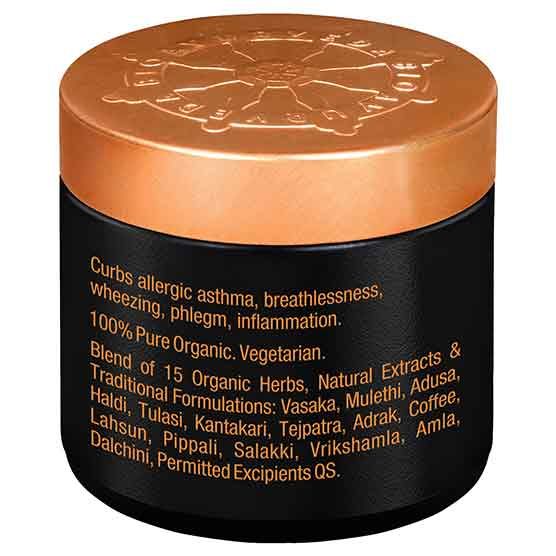 BIOAYURVEDA
BIOAYURVEDA
Curbs allergic asthma, breathlessness,
wheezing, phlegm, inflammation.
100% Pure Organic. Vegetarian.
Blend of 15 Organic Herbs, Natural Extracts &
Traditional Formulations: Vasaka, Mulethi, Adusa,
Haldi, Tulasi, Kantakari, Tejpatra, Adrak, Coffee,
Lahsun, Pippali, Salakki, Vrikshamla, Amla,
Dalchini, Permitted Excipients QS.